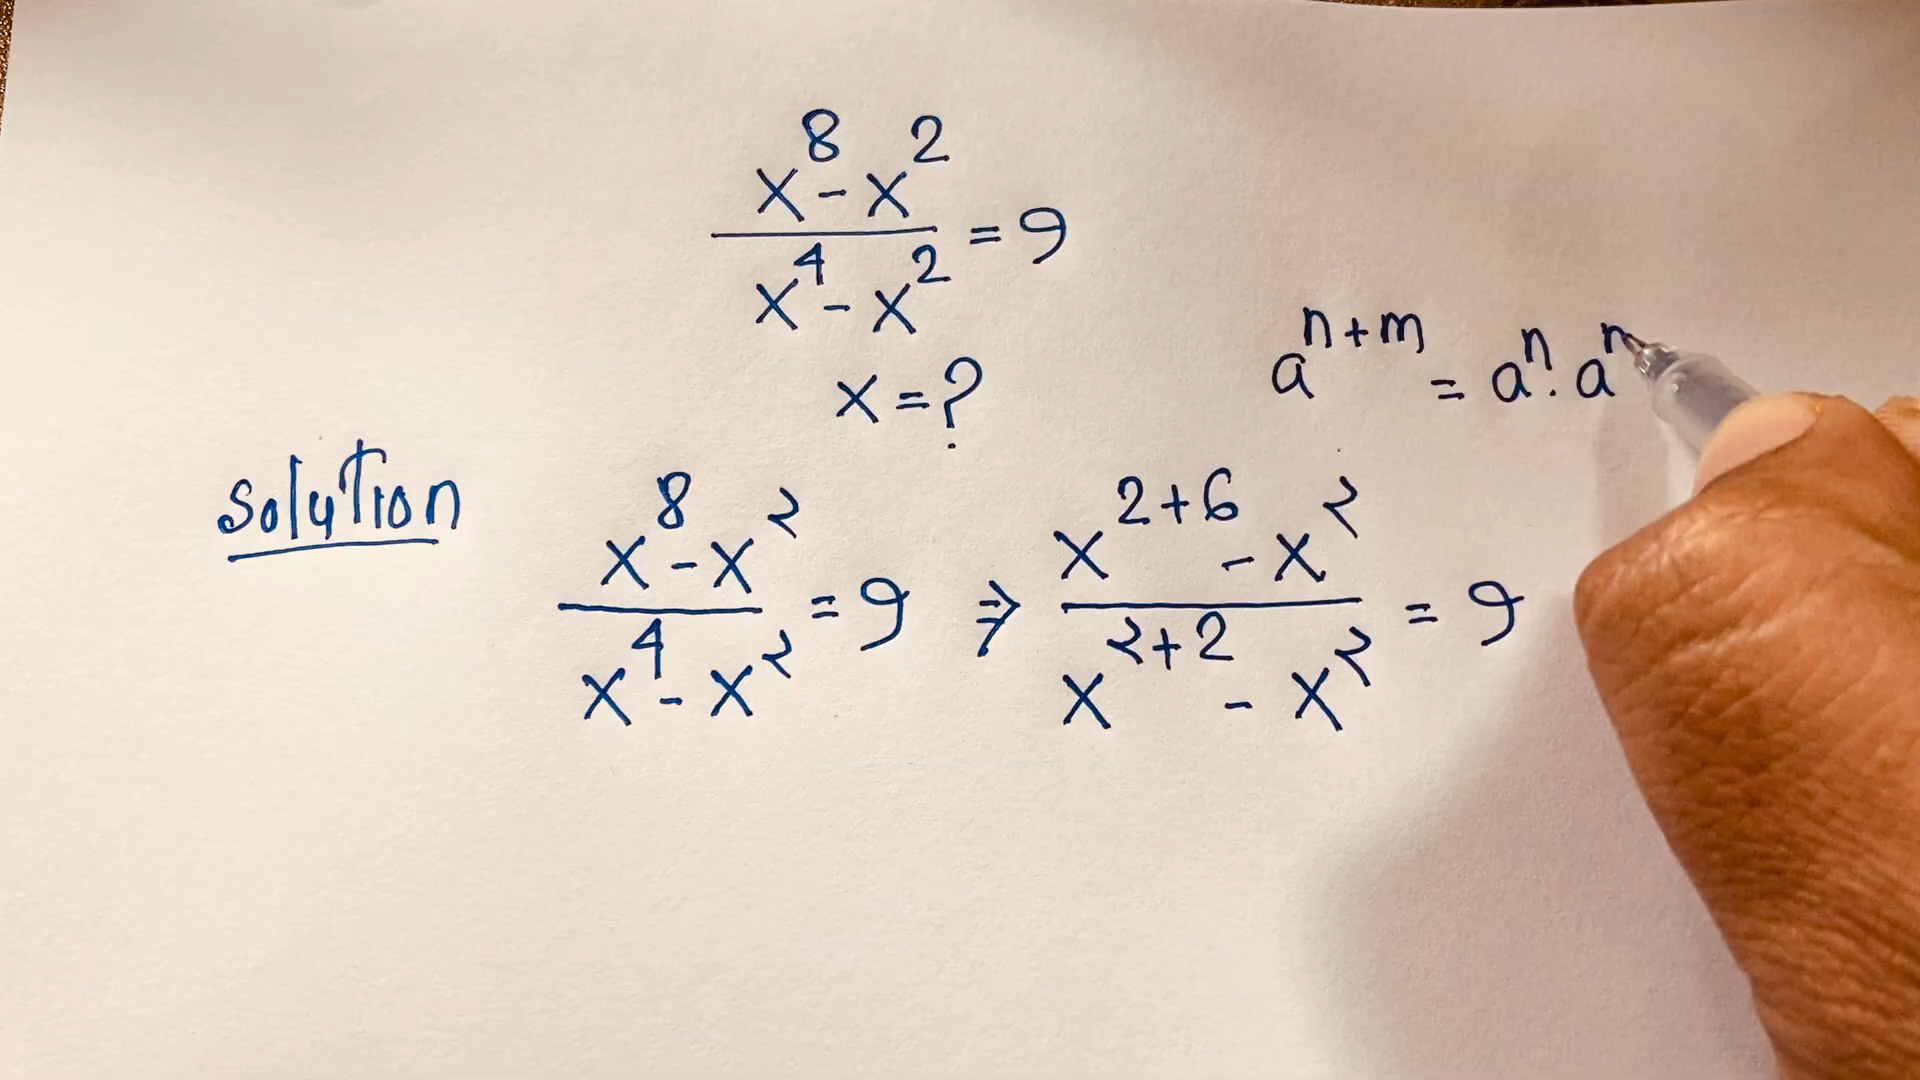 x^8 - x^2 / x^4 - x^2 = 9
x = ?
a^{n+m} = a^n . a
Solution
x^8 - x^2 / x^4 - x^2 = 9 ⇒ x^{2+6} - x^2 / x^{2+2} - x^2 = 9